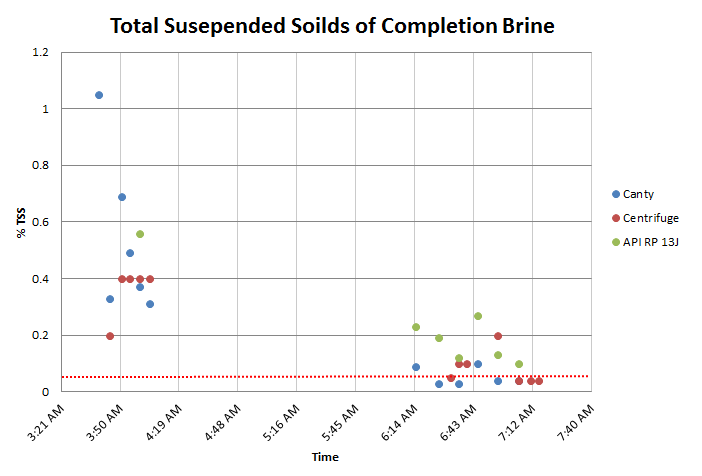 Total Susepended Soilds of Completion Brine
1.2
1
0.8
0.6
0.4
0.2
0
% TSS
3:21 AM
3:50 AM
4:19 AM
4:48 AM
5:16 AM
5:45 AM
6:14 AM
6:43 AM
7:12 AM
7:40 AM
Time
Canty
Centrifuge
API RP 13J